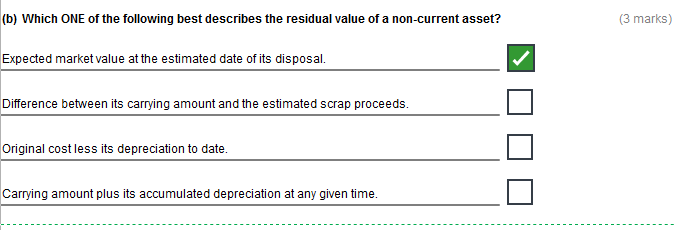 (b) Which ONE of the following best describes the residual value of a non-current asset? (3 marks)
Expected market value at the estimated date of its disposal.
Difference between its carrying amount and the estimated scrap proceeds.
Original cost less its depreciation to date.
Carrying amount plus its accumulated depreciation at any given time.